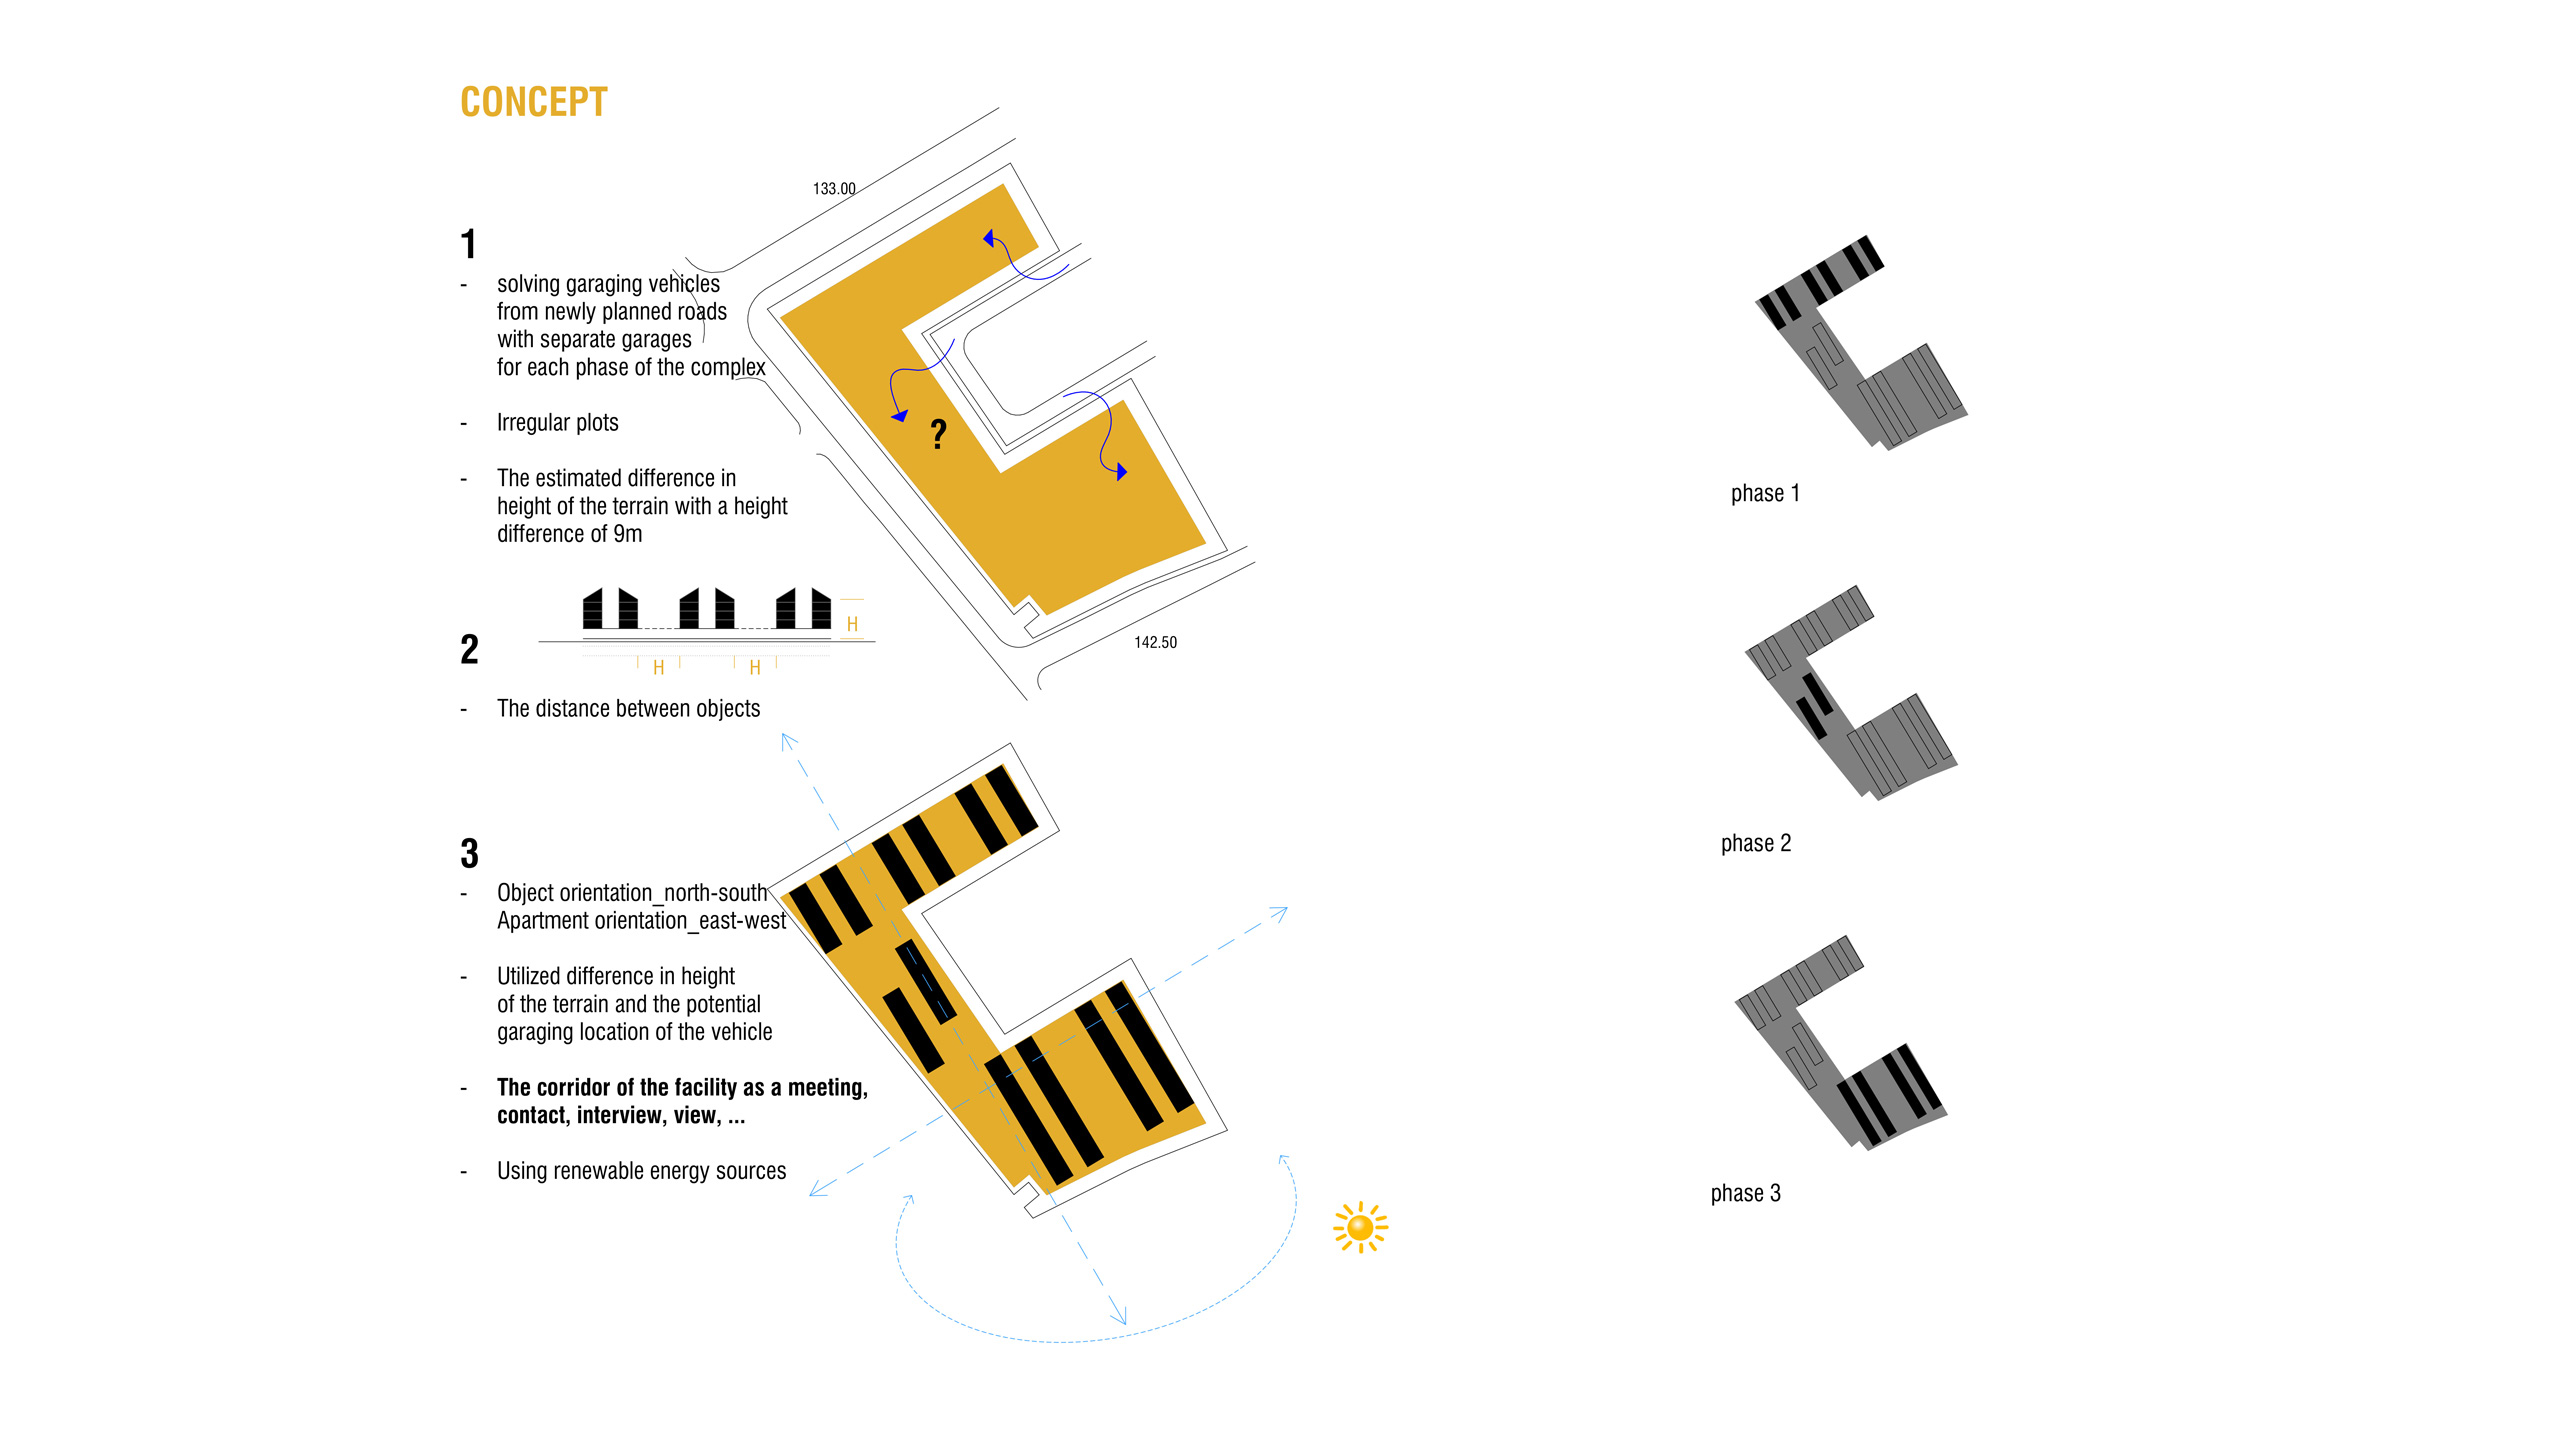 CONCEPT
133.00
1
- solving garaging vehicles
from newly planned roads
with separate garages
for each phase of the complex
- Irregular plots
?
- The estimated difference in
height of the terrain with a height
difference of 9m
H
2
H H
142.50
- The distance between objects
3
- Object orientation_north-south
Apartment orientation_east-west
- Utilized difference in height
of the terrain and the potential
garaging location of the vehicle
- The corridor of the facility as a meeting,
contact, interview, view, ...
- Using renewable energy sources
phase 1
phase 2
phase 3